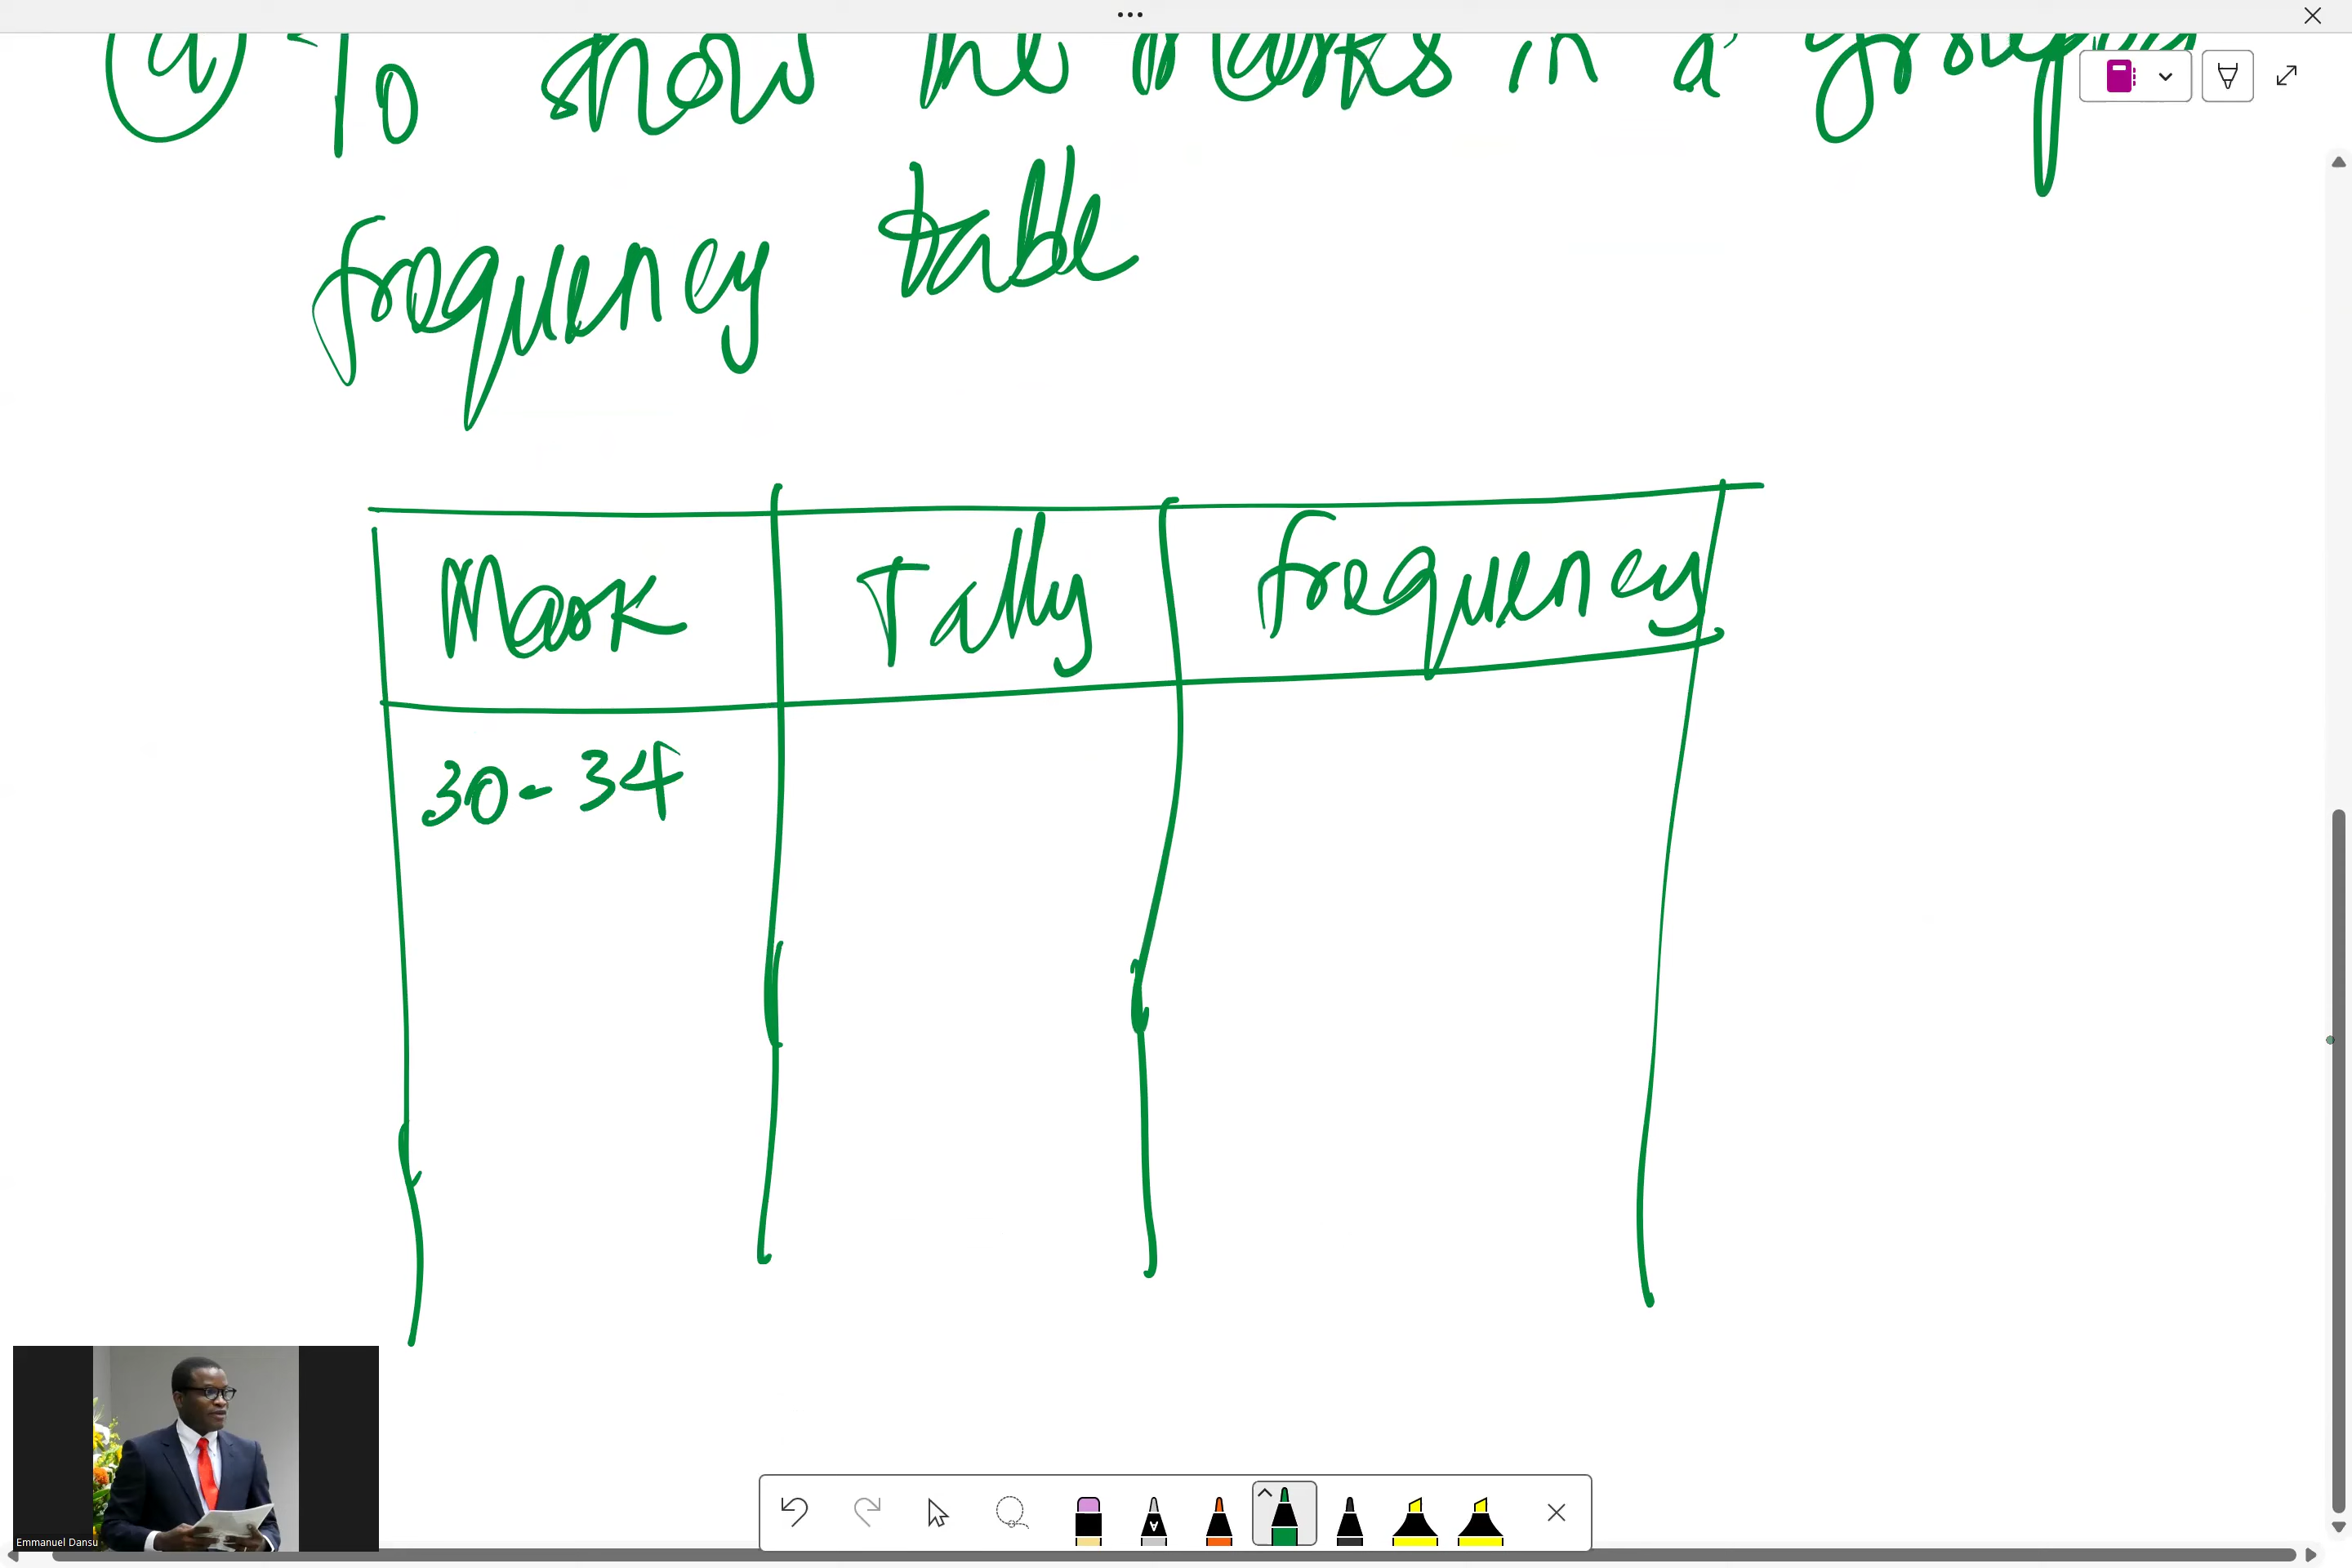 (a) To show the Marks in a grouped
frequency table
Mark Tally frequency
30 - 34
Emmanuel Dansu